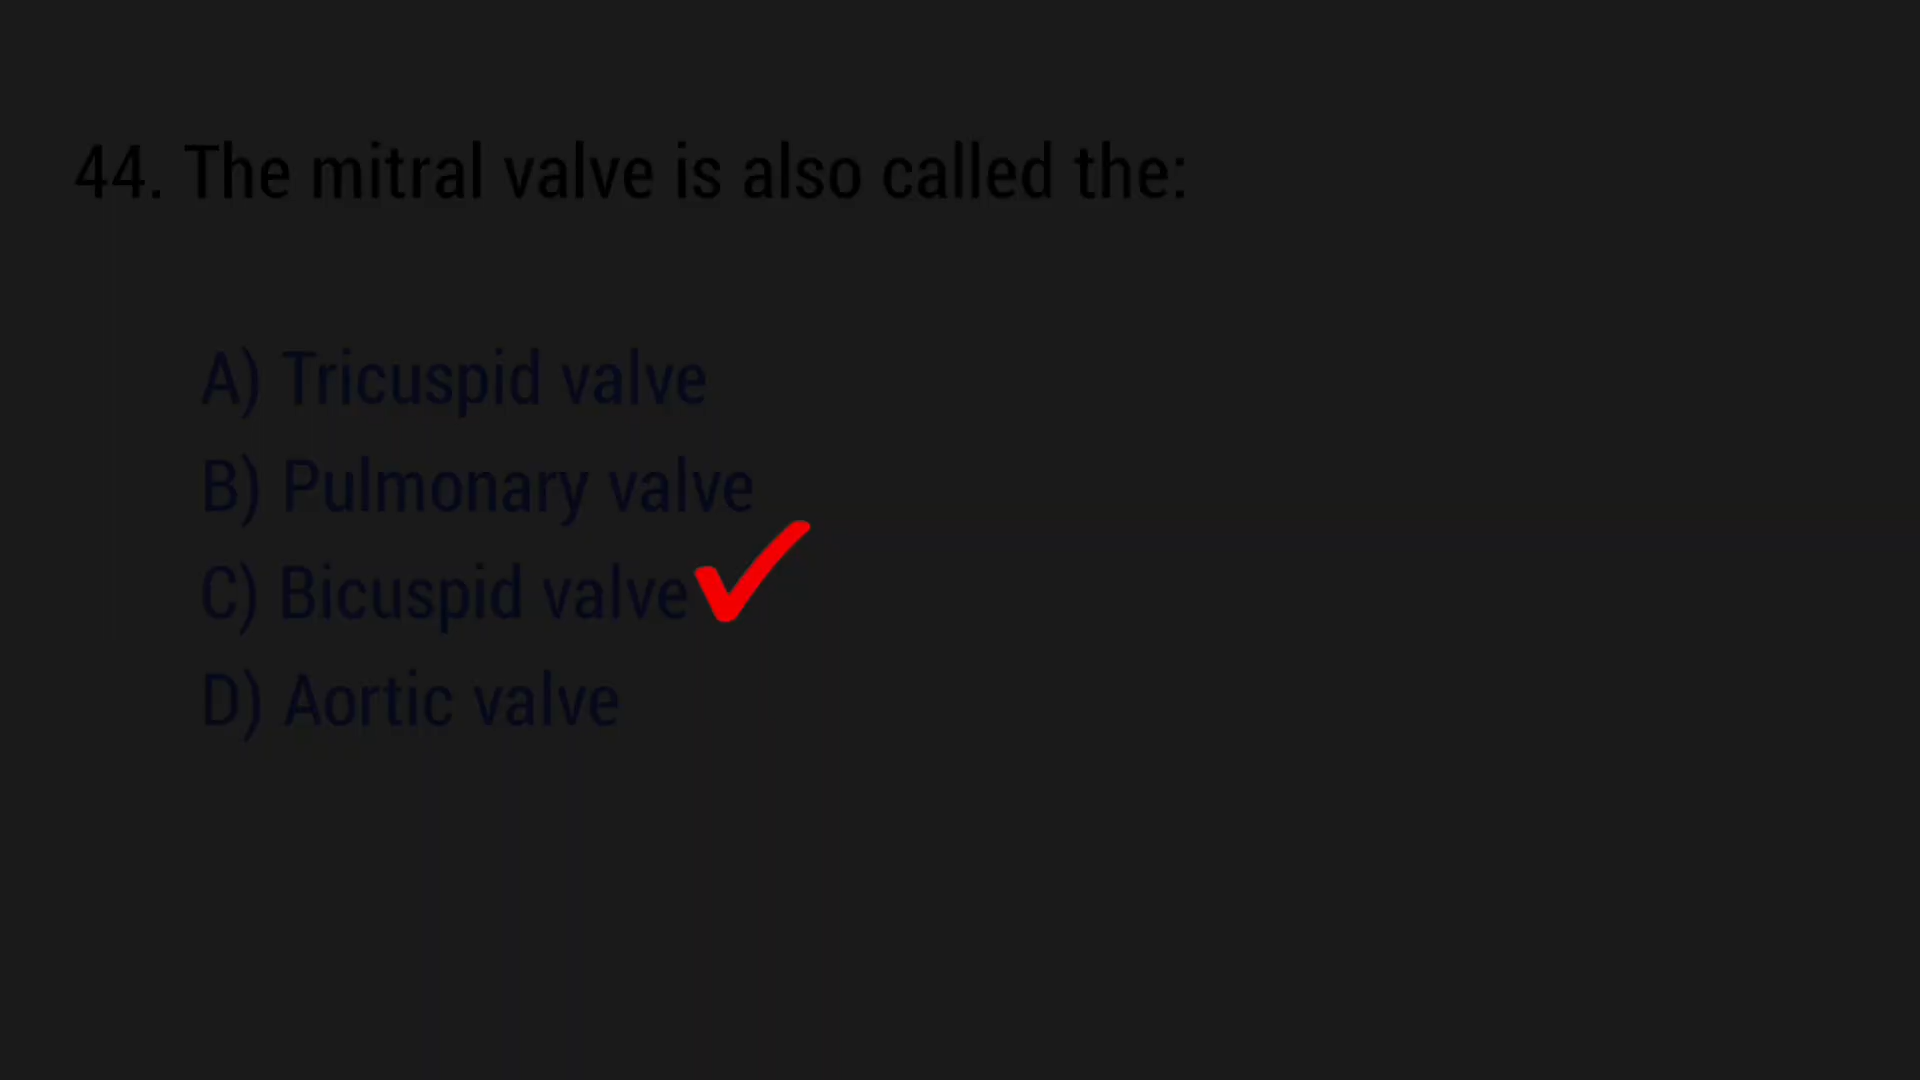 44. The mitral valve is also called the:
A) Tricuspid valve
B) Pulmonary valve
C) Bicuspid valve
D) Aortic valve